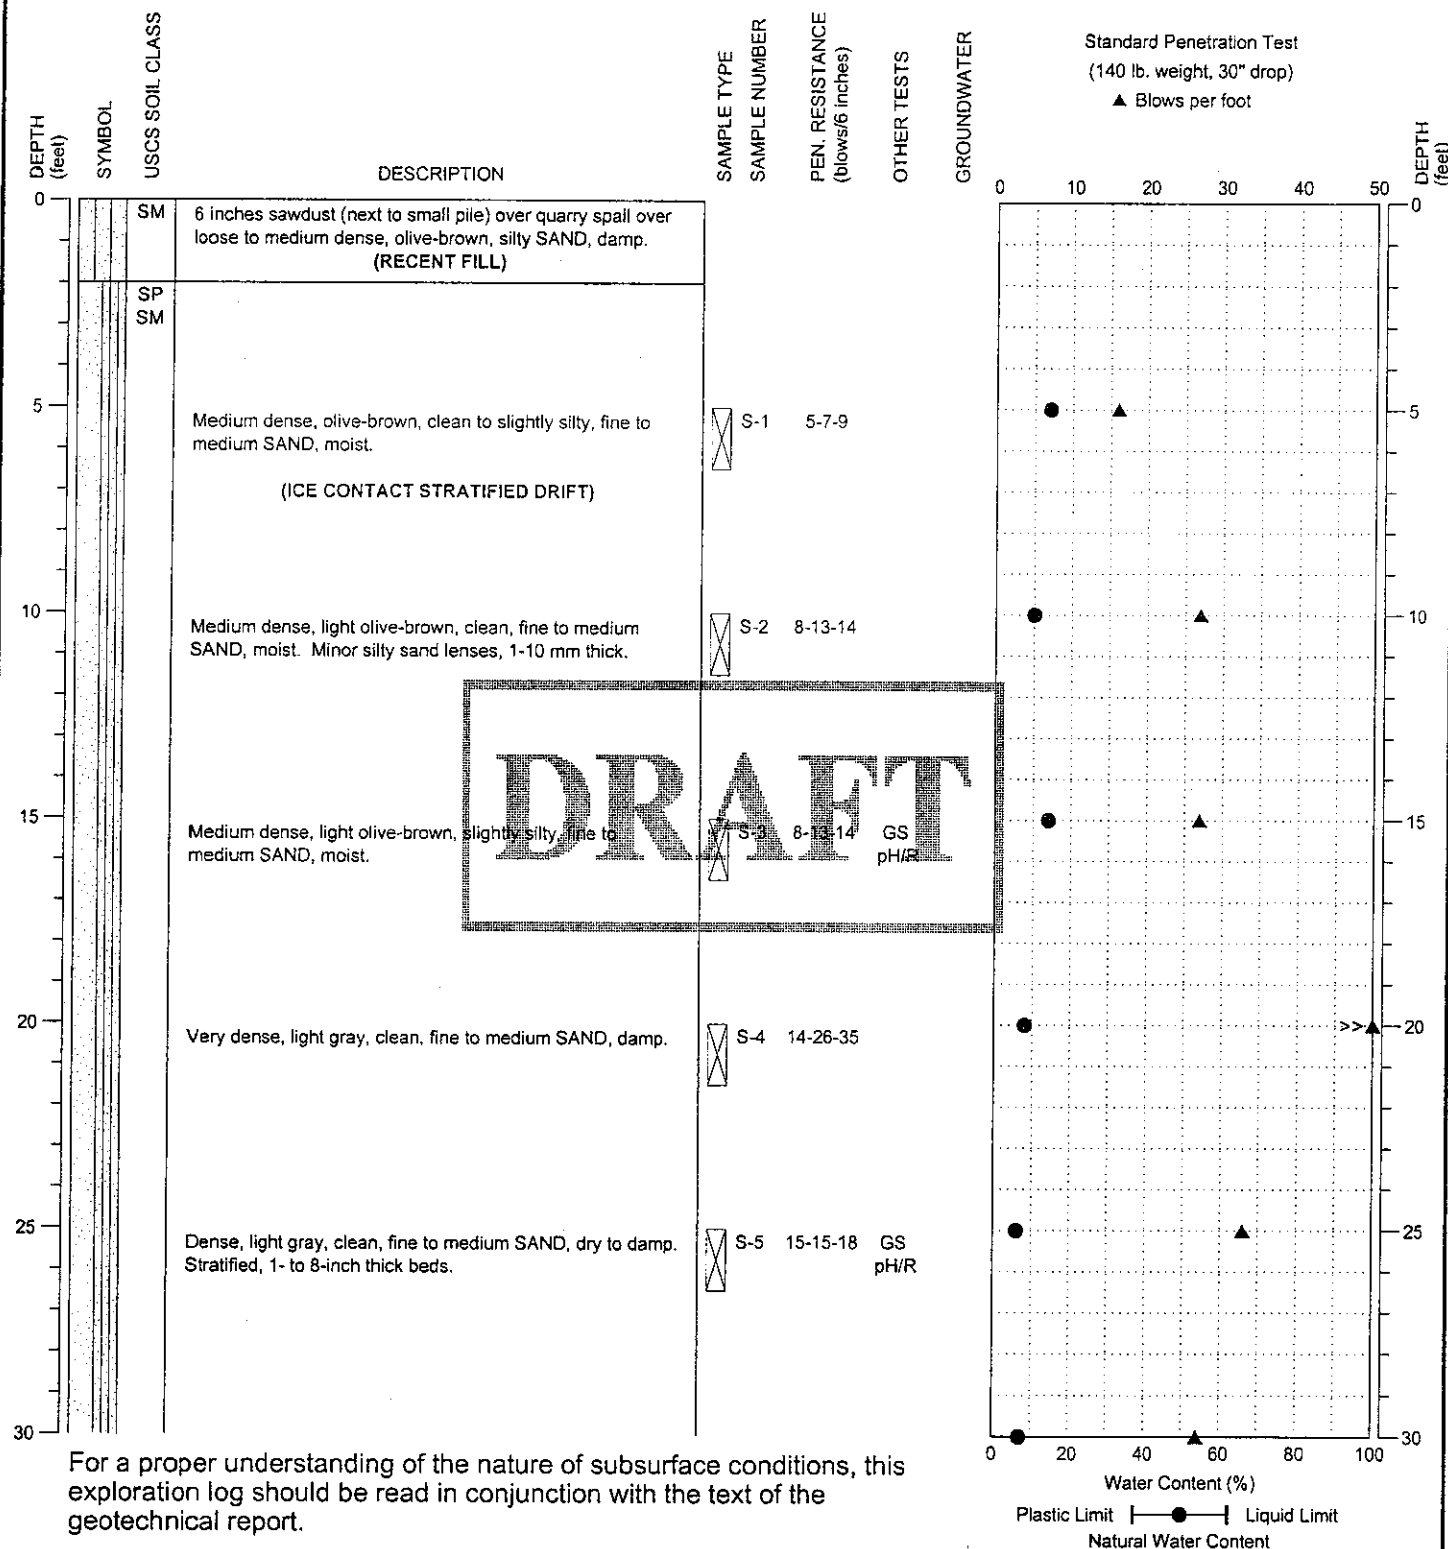 DEPTH
(feet)
SYMBOL
USCS SOIL CLASS
DESCRIPTION
SAMPLE TYPE
SAMPLE NUMBER
PEN. RESISTANCE
(blows/6 inches)
OTHER TESTS
GROUNDWATER
Standard Penetration Test
(140 lb. weight, 30" drop)
▲ Blows per foot
DEPTH
(feet)
0 10 20 30 40 50
0
SM
6 inches sawdust (next to small pile) over quarry spall over
loose to medium dense, olive-brown, silty SAND, damp.
(RECENT FILL)
0
SP
SM
5
Medium dense, olive-brown, clean to slightly silty, fine to
medium SAND, moist.
S-1 5-7-9
5
(ICE CONTACT STRATIFIED DRIFT)
10
Medium dense, light olive-brown, clean, fine to medium
SAND, moist. Minor silty sand lenses, 1-10 mm thick.
S-2 8-13-14
10
DRAFT
15
Medium dense, light olive-brown, slightly silty, fine to
medium SAND, moist.
S-3 8-13-14 GS
pH/R
15
20
Very dense, light gray, clean, fine to medium SAND, damp.
S-4 14-26-35
>>
20
25
Dense, light gray, clean, fine to medium SAND, dry to damp.
Stratified, 1- to 8-inch thick beds.
S-5 15-15-18 GS
pH/R
25
30
30
0 20 40 60 80 100
Water Content (%)
Plastic Limit Liquid Limit
Natural Water Content
For a proper understanding of the nature of subsurface conditions, this
exploration log should be read in conjunction with the text of the
geotechnical report.